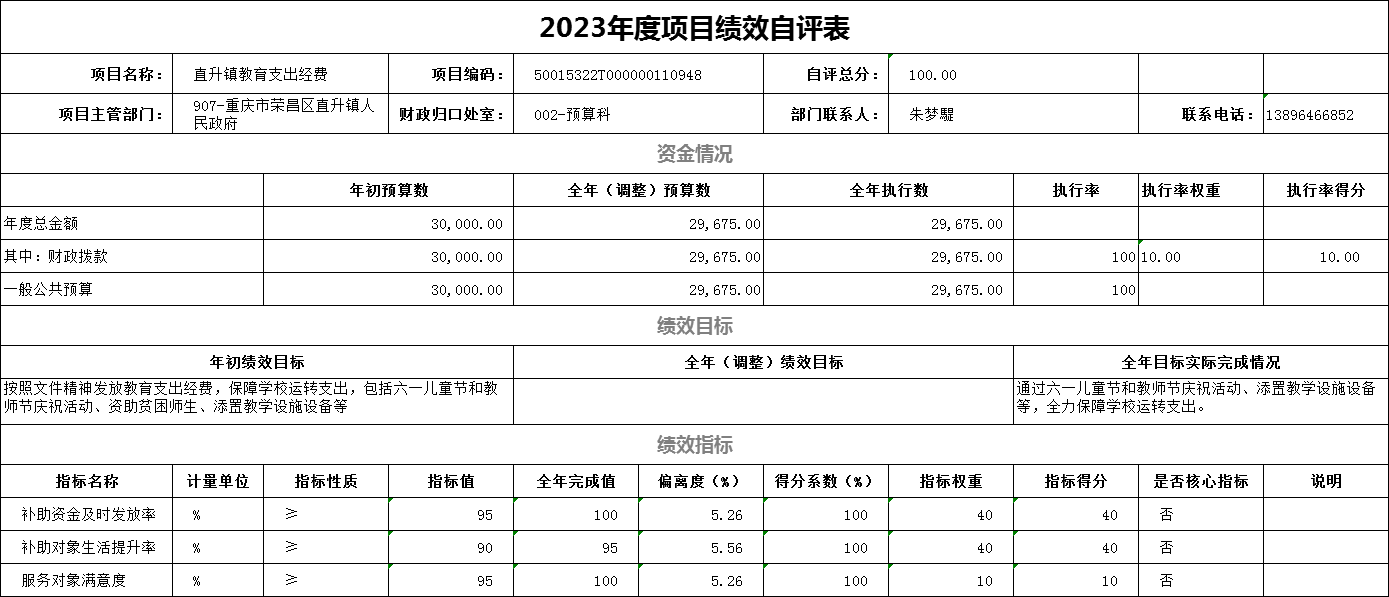 2023年度项目绩效自评表
项目名称： 直升镇教育支出经费 项目编码： 50015322T000000110948 自评总分： 100.00
项目主管部门： 907-重庆市荣昌区直升镇人民政府 财政归口处室： 002-预算科 部门联系人： 朱梦騩 联系电话： 13896466852
资金情况
年初预算数 全年（调整）预算数 全年执行数 执行率 执行率权重 执行率得分
年度总金额 30,000.00 29,675.00 29,675.00
其中：财政拨款 30,000.00 29,675.00 29,675.00 100 10.00 10.00
一般公共预算 30,000.00 29,675.00 29,675.00 100
绩效目标
年初绩效目标 全年（调整）绩效目标 全年目标实际完成情况
按照文件精神发放教育支出经费，保障学校运转支出，包括六一儿童节和教 通过六一儿童节和教师节庆祝活动、添置教学设施设备
师节庆祝活动、资助贫困师生、添置教学设施设备等 等，全力保障学校运转支出。
绩效指标
指标名称 计量单位 指标性质 指标值 全年完成值 偏离度（%） 得分系数（%） 指标权重 指标得分 是否核心指标 说明
补助资金及时发放率 % ≥ 95 100 5.26 100 40 40 否
补助对象生活提升率 % ≥ 90 95 5.56 100 40 40 否
服务对象满意度 % ≥ 95 100 5.26 100 10 10 否